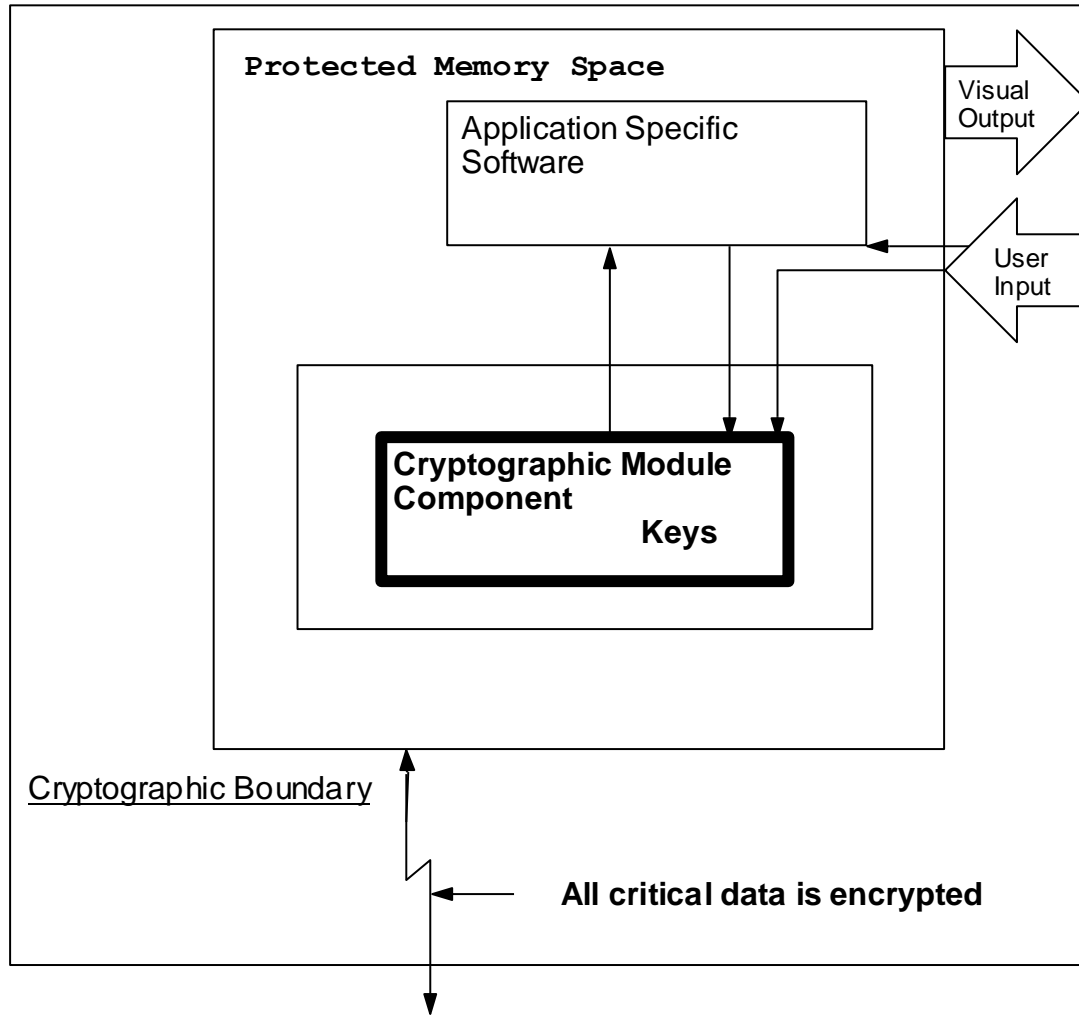 Protected Memory Space
Visual
Output
Application Specific
Software
User
Input
Cryptographic Module
Component
Keys
Cryptographic Boundary
All critical data is encrypted